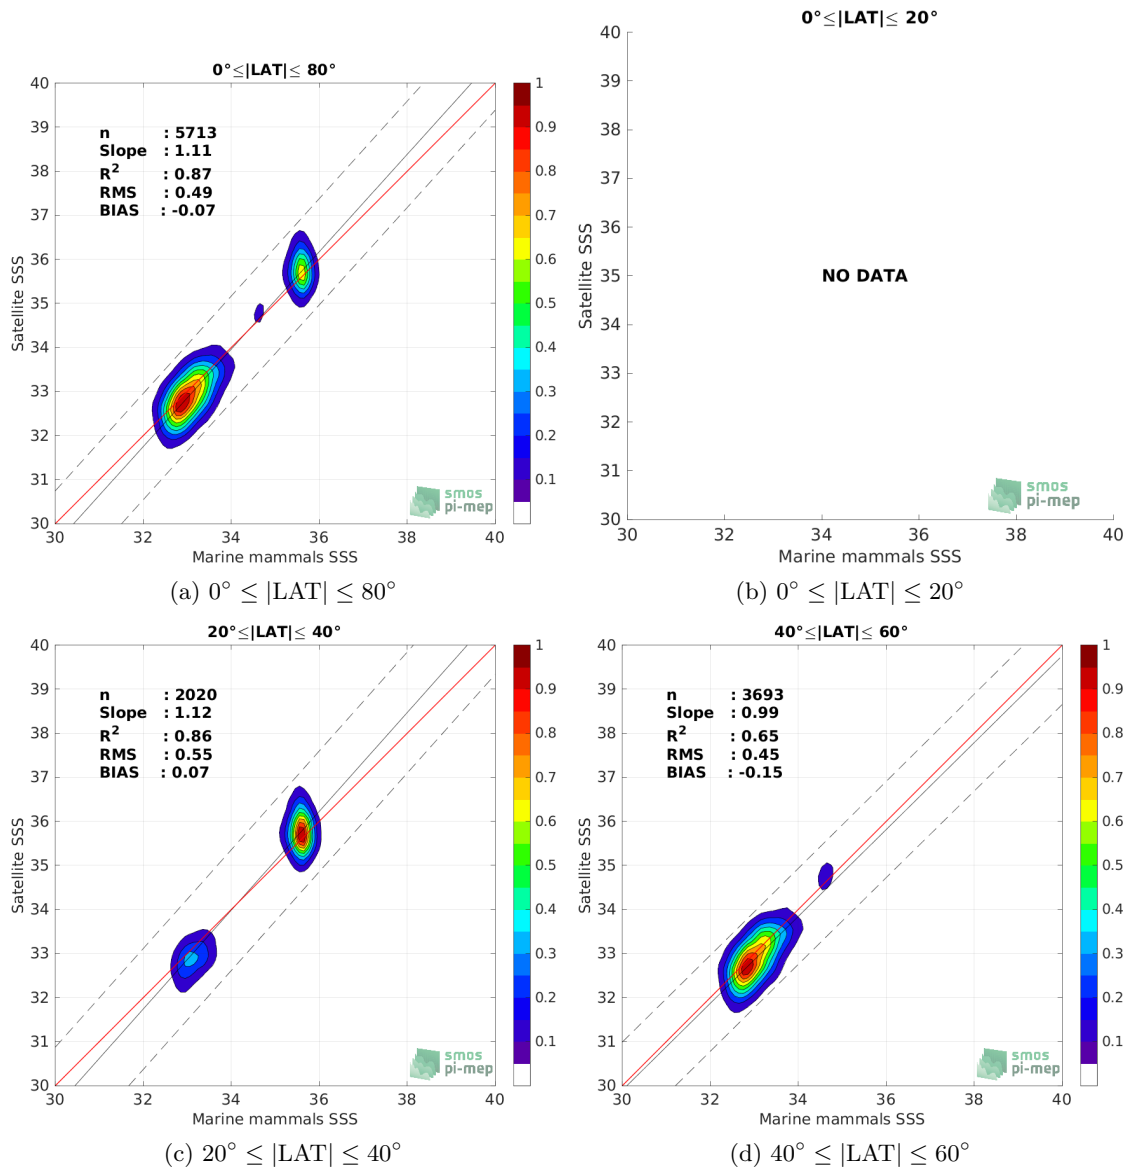 0°≤|LAT|≤ 80°
40
39
38
37
36
35
34
33
32
31
30
Satellite SSS
n : 5713
Slope : 1.11
R² : 0.87
RMS : 0.49
BIAS : -0.07
smos
pi-mep
30 32 34 36 38 40
Marine mammals SSS
1
0.9
0.8
0.7
0.6
0.5
0.4
0.3
0.2
0.1
(a) 0° ≤ |LAT| ≤ 80°
0°≤|LAT|≤ 20°
40
39
38
37
36
35
34
33
32
31
30
Satellite SSS
NO DATA
smos
pi-mep
30 32 34 36 38 40
Marine mammals SSS
(b) 0° ≤ |LAT| ≤ 20°
20°≤|LAT|≤ 40°
40
39
38
37
36
35
34
33
32
31
30
Satellite SSS
n : 2020
Slope : 1.12
R² : 0.86
RMS : 0.55
BIAS : 0.07
smos
pi-mep
30 32 34 36 38 40
Marine mammals SSS
1
0.9
0.8
0.7
0.6
0.5
0.4
0.3
0.2
0.1
(c) 20° ≤ |LAT| ≤ 40°
40°≤|LAT|≤ 60°
40
39
38
37
36
35
34
33
32
31
30
Satellite SSS
n : 3693
Slope : 0.99
R² : 0.65
RMS : 0.45
BIAS : -0.15
smos
pi-mep
30 32 34 36 38 40
Marine mammals SSS
1
0.9
0.8
0.7
0.6
0.5
0.4
0.3
0.2
0.1
(d) 40° ≤ |LAT| ≤ 60°